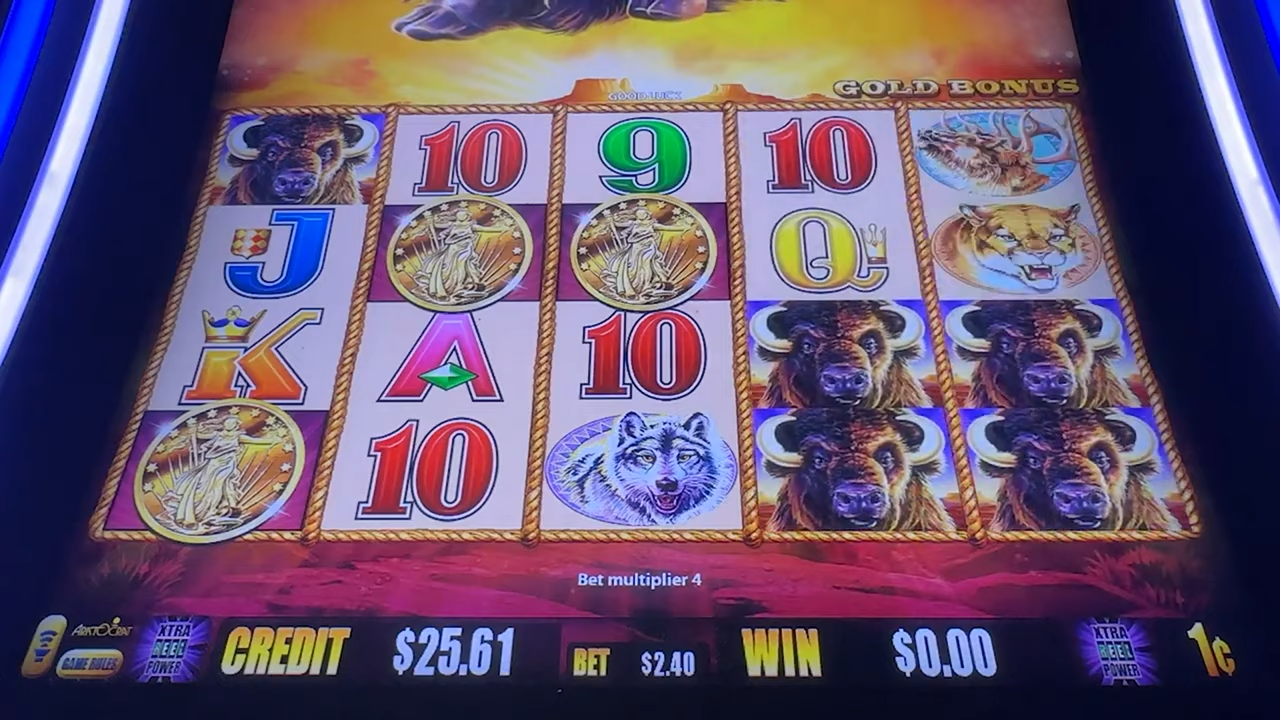 GOOD LUCK
GOLD BONUS
10 9 10
J Q
K A 10
10
Bet multiplier 4
ARISTOCRAT
GAME RULES
XTRA
REEL
POWER
CREDIT $25.61
BET $2.40
WIN $0.00
XTRA
REEL
POWER
1¢